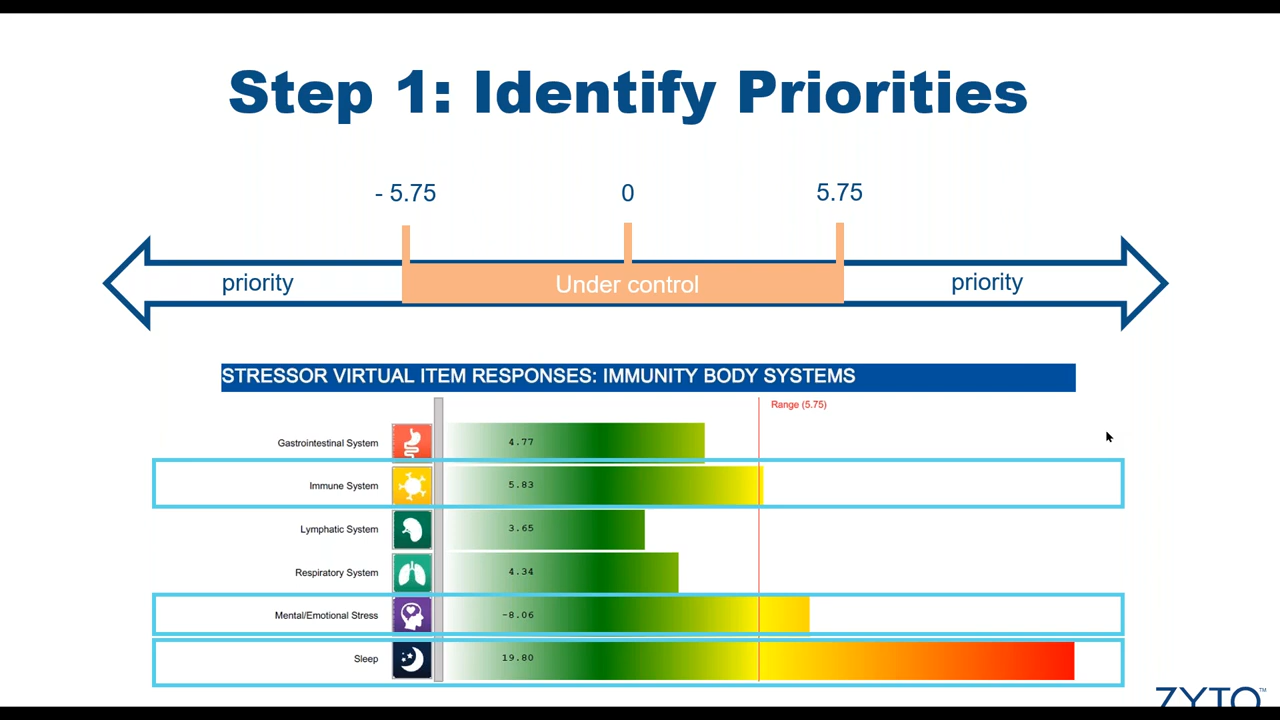 Step 1: Identify Priorities
- 5.75 0 5.75
priority Under control priority
STRESSOR VIRTUAL ITEM RESPONSES: IMMUNITY BODY SYSTEMS
Range (5.75)
Gastrointestinal System 4.77
Immune System 5.83
Lymphatic System 3.65
Respiratory System 4.34
Mental/Emotional Stress -8.06
Sleep 19.80
ZYTO™